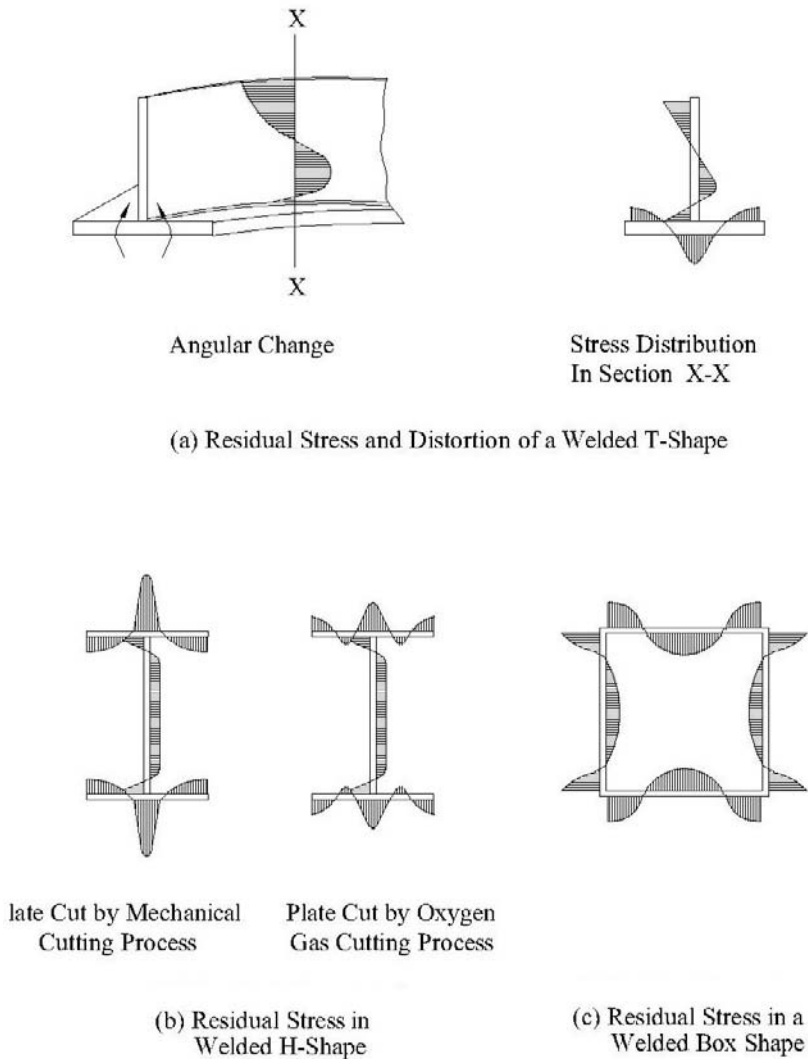 X
X
Angular Change
Stress Distribution
In Section X-X
(a) Residual Stress and Distortion of a Welded T-Shape
late Cut by Mechanical
Cutting Process
Plate Cut by Oxygen
Gas Cutting Process
(b) Residual Stress in
Welded H-Shape
(c) Residual Stress in a
Welded Box Shape